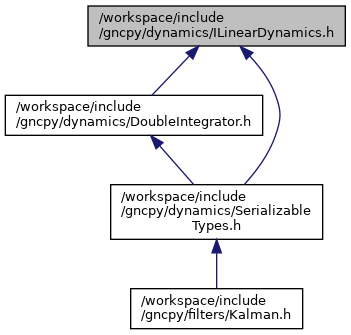 /workspace/include
/gncpy/dynamics/ILinearDynamics.h
/workspace/include
/gncpy/dynamics/DoubleIntegrator.h
/workspace/include
/gncpy/dynamics/Serializable
Types.h
/workspace/include
/gncpy/filters/Kalman.h